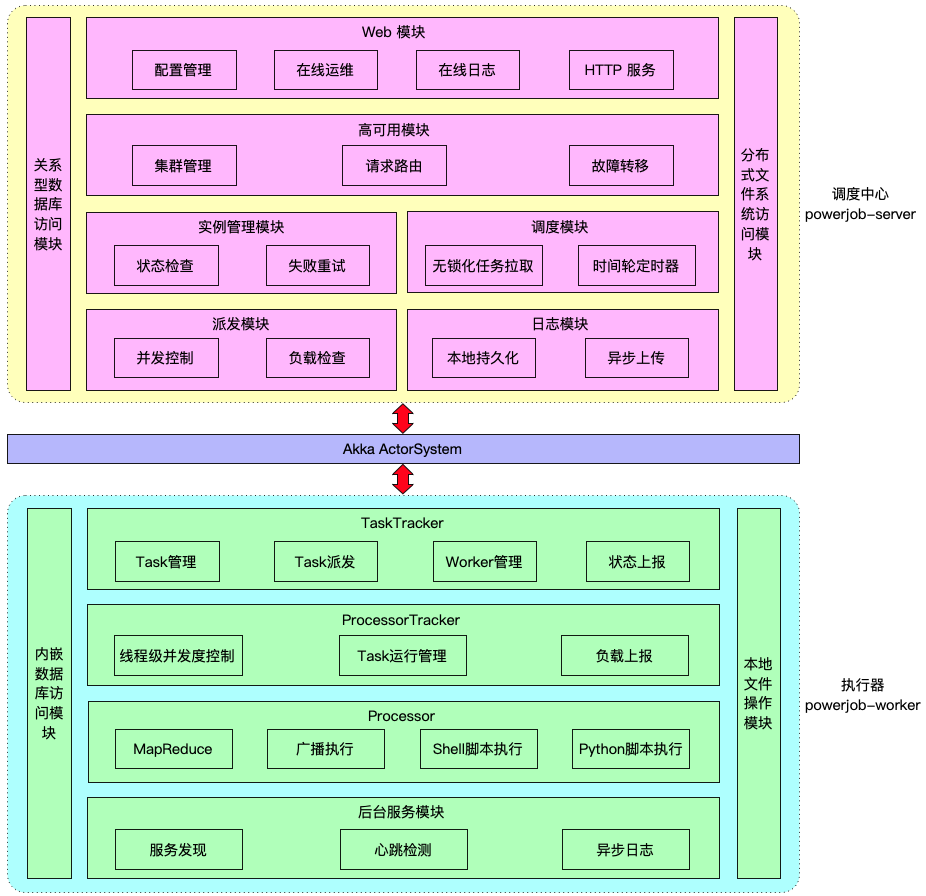 Web 模块
配置管理
在线运维
在线日志
HTTP 服务
高可用模块
集群管理
请求路由
故障转移
实例管理模块
状态检查
失败重试
调度模块
无锁化任务拉取
时间轮定时器
派发模块
并发控制
负载检查
日志模块
本地持久化
异步上传
关系
型数
据库
访问
模块
分布
式文
件系
统访
问模
块
调度中心
powerjob-server
Akka ActorSystem
TaskTracker
Task管理
Task派发
Worker管理
状态上报
ProcessorTracker
线程级并发度控制
Task运行管理
负载上报
Processor
MapReduce
广播执行
Shell脚本执行
Python脚本执行
后台服务模块
服务发现
心跳检测
异步日志
内嵌
数据
库访
问模
块
本地
文件
操作
模块
执行器
powerjob-worker